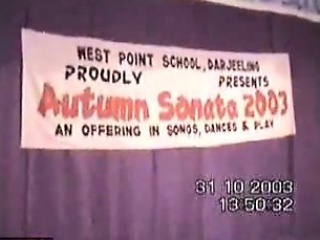 WEST POINT SCHOOL, DARJEELING
PROUDLY PRESENTS
Autumn Sonata 2003
AN OFFERING IN SONGS, DANCES & PLAY
31 10 2003
13:50:32